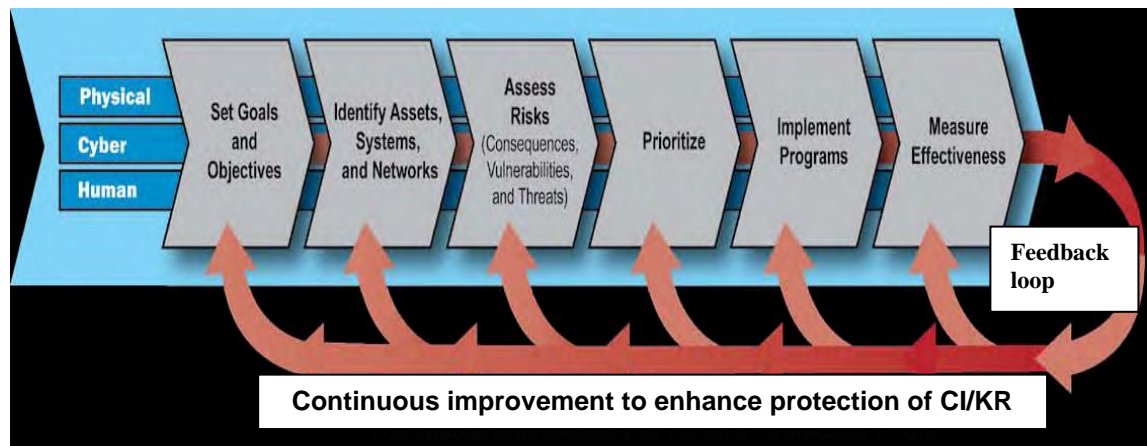 Physical
Cyber
Human
Set Goals
and
Objectives
Identify Assets,
Systems,
and Networks
Assess
Risks
(Consequences,
Vulnerabilities,
and Threats)
Prioritize
Implement
Programs
Measure
Effectiveness
Feedback
loop
Continuous improvement to enhance protection of CI/KR